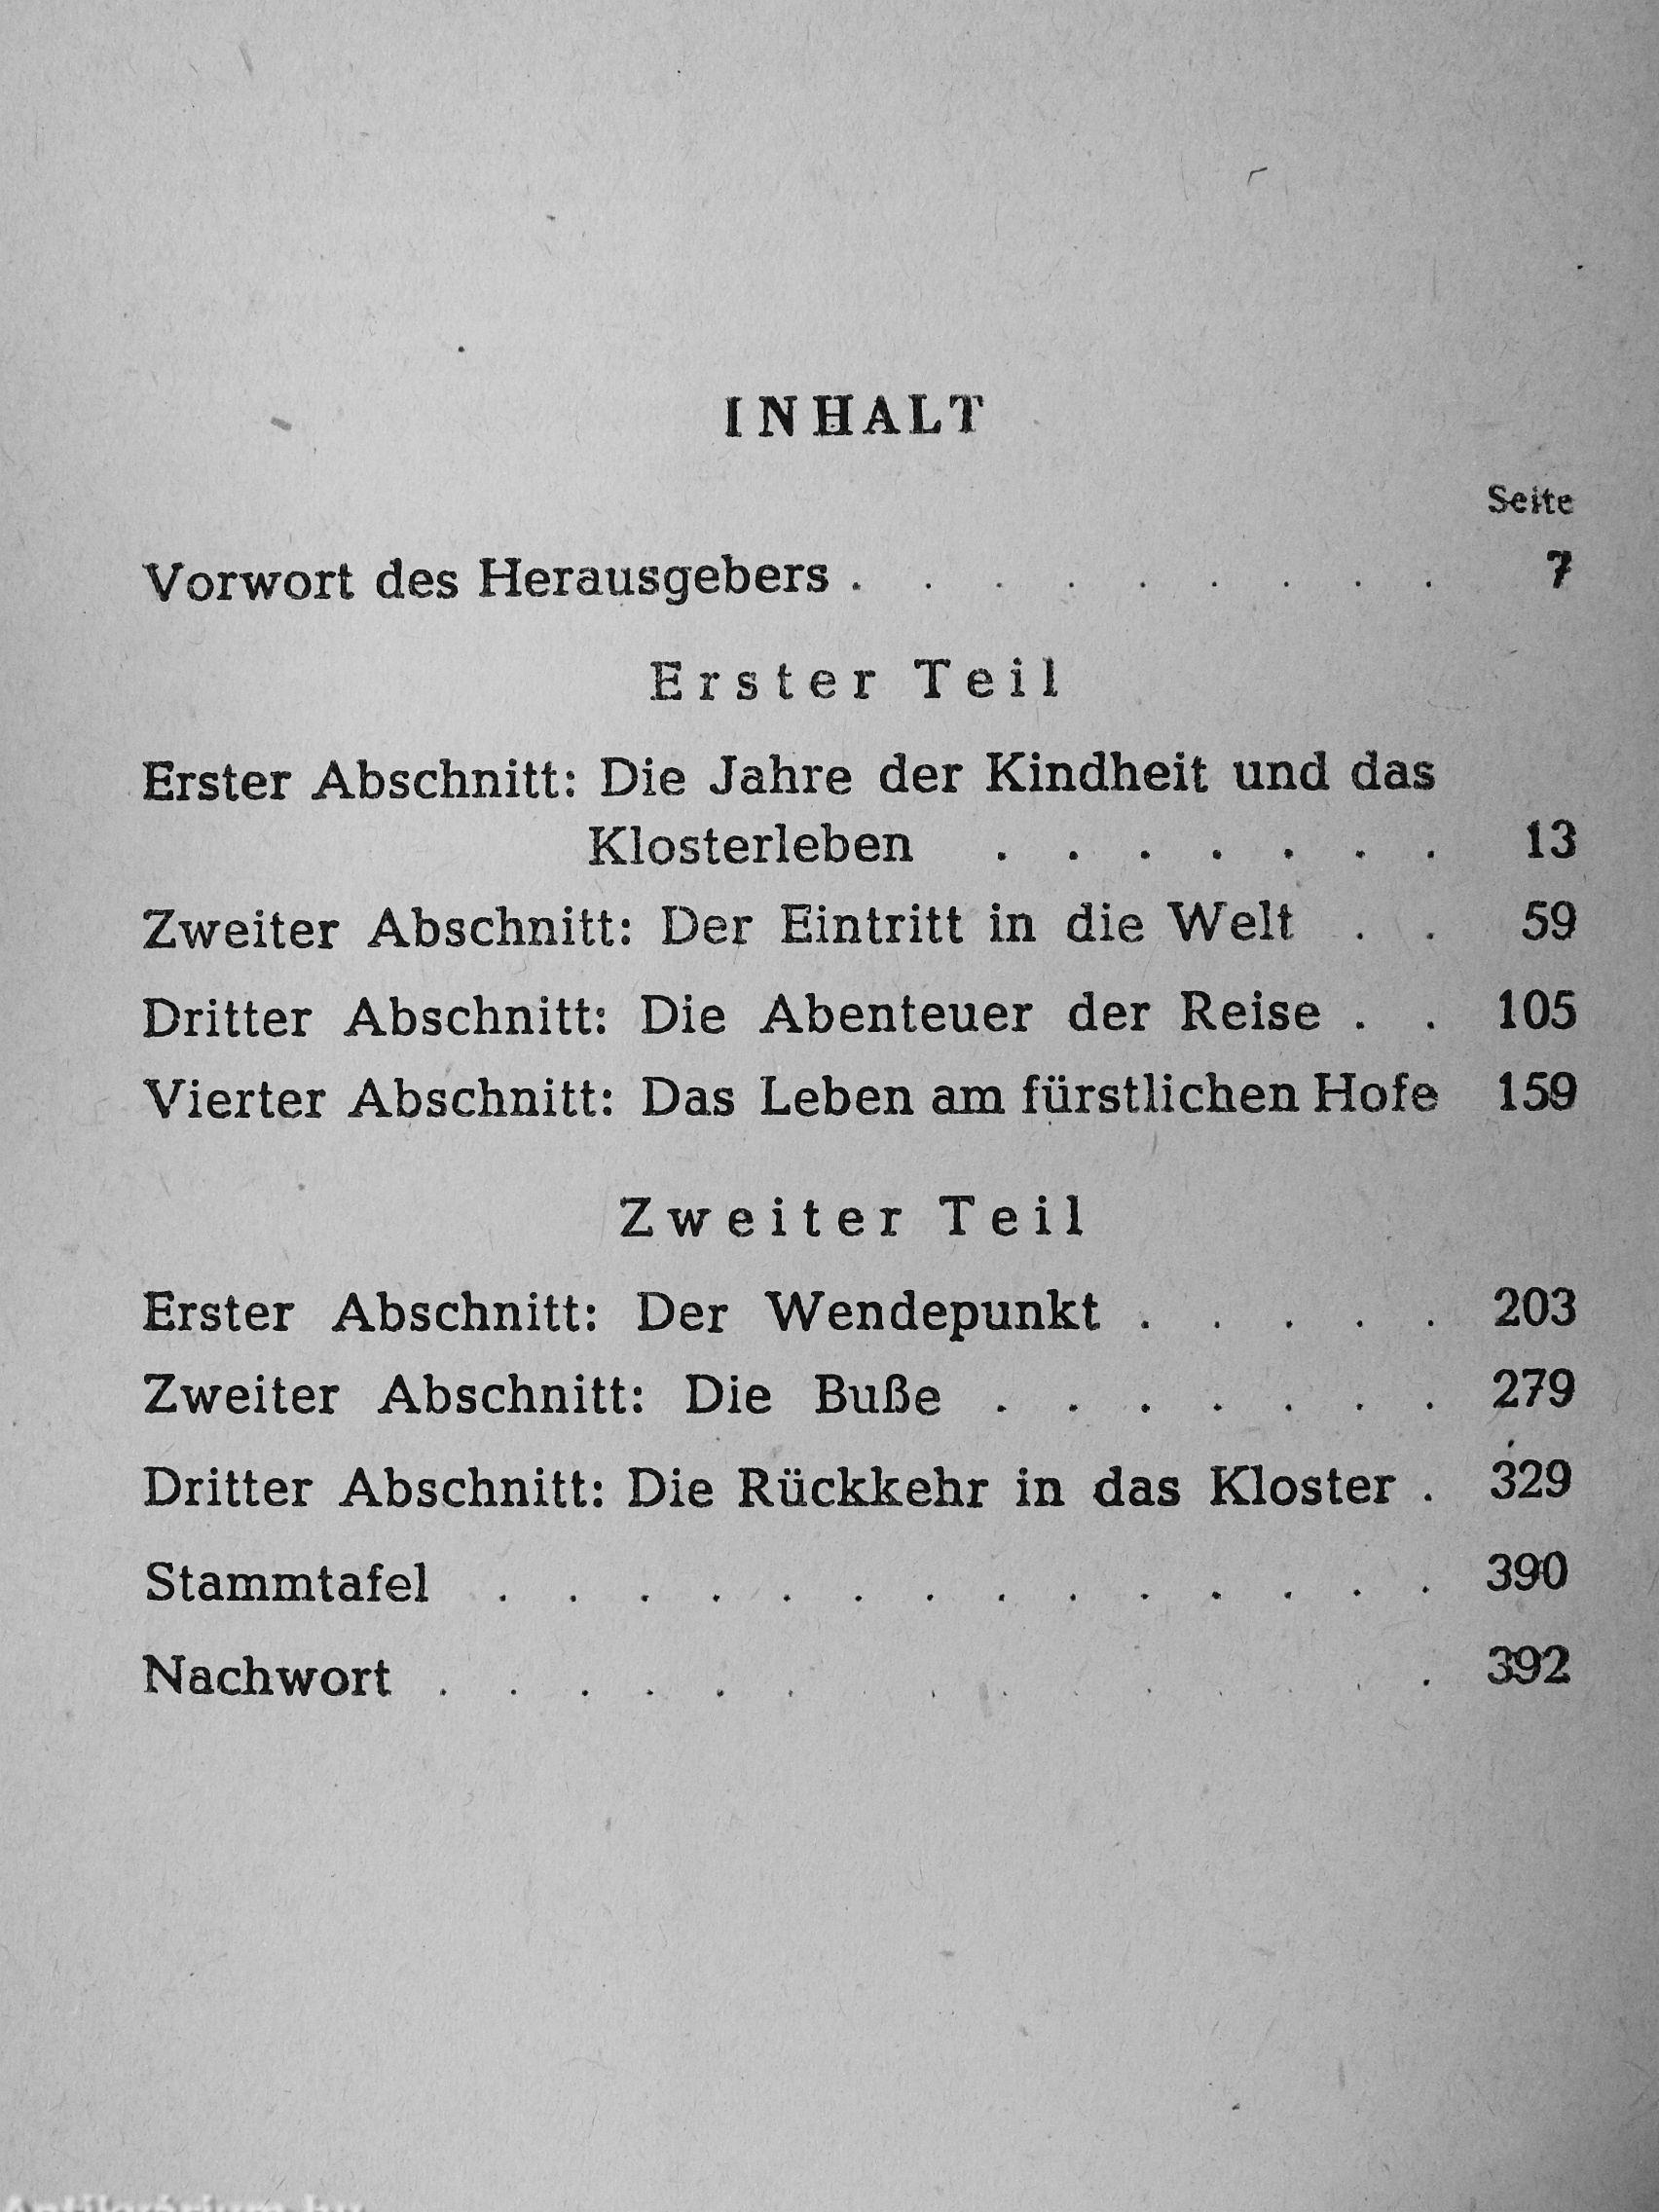 INHALT
Seite
Vorwort des Herausgebers . . . . . . . . . 7
Erster Teil
Erster Abschnitt: Die Jahre der Kindheit und das
Klosterleben . . . . . . . 13
Zweiter Abschnitt: Der Eintritt in die Welt . . 59
Dritter Abschnitt: Die Abenteuer der Reise . . 105
Vierter Abschnitt: Das Leben am fürstlichen Hofe 159
Zweiter Teil
Erster Abschnitt: Der Wendepunkt . . . . . 203
Zweiter Abschnitt: Die Buße . . . . . . . 279
Dritter Abschnitt: Die Rückkehr in das Kloster . 329
Stammtafel . . . . . . . . . . . . . . 390
Nachwort . . . . . . . . . . . . . . . 392